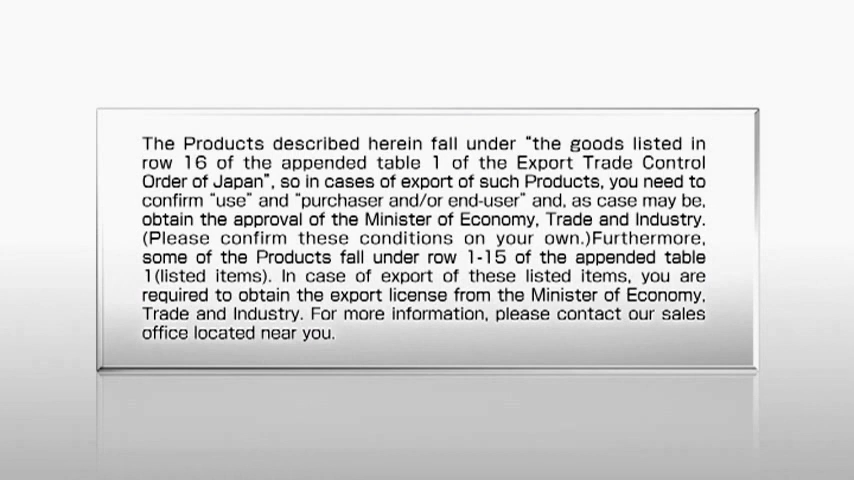 The Products described herein fall under “the goods listed in
row 16 of the appended table 1 of the Export Trade Control
Order of Japan”, so in cases of export of such Products, you need to
confirm “use” and “purchaser and/or end-user” and, as case may be,
obtain the approval of the Minister of Economy, Trade and Industry.
(Please confirm these conditions on your own.)Furthermore,
some of the Products fall under row 1-15 of the appended table
1(listed items). In case of export of these listed items, you are
required to obtain the export license from the Minister of Economy,
Trade and Industry. For more information, please contact our sales
office located near you.